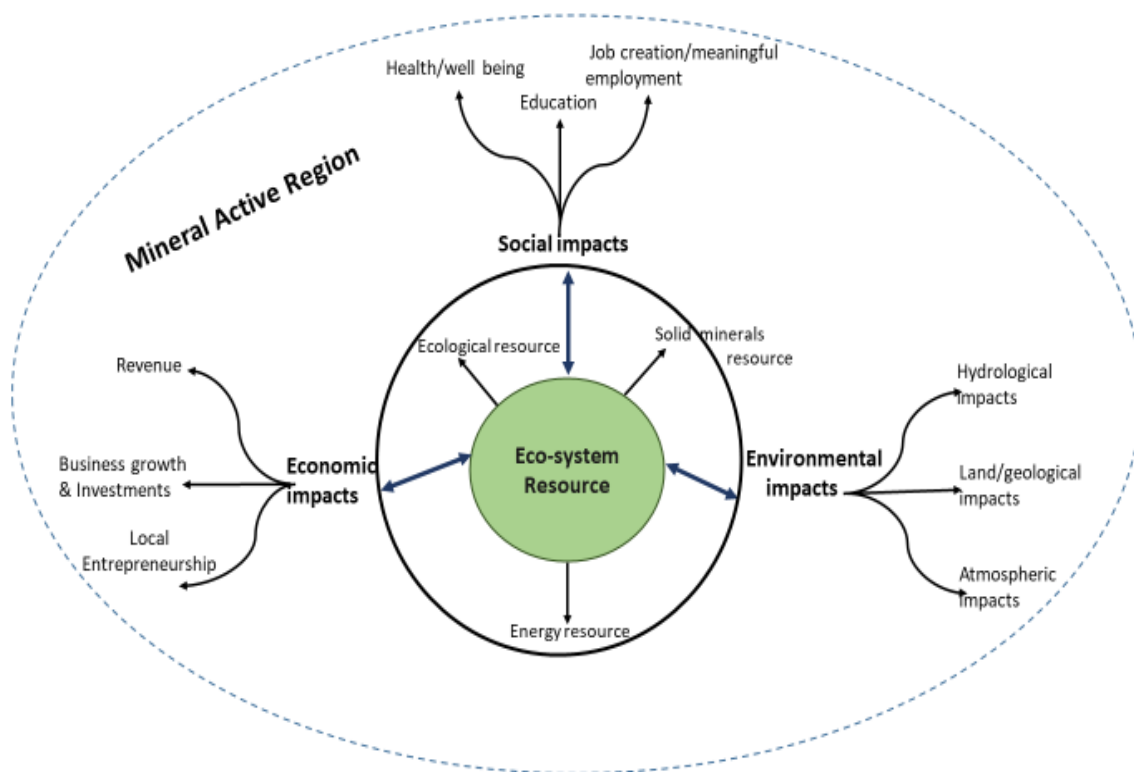 Job creation/meaningful
employment
Health/well being
Education
Mineral Active Region
Social impacts
Ecological resource
Solid minerals
resource
Revenue
Hydrological
impacts
Business growth
& Investments
Economic
impacts
Eco-system
Resource
Environmental
impacts
Land/geological
impacts
Local
Entrepreneurship
Atmospheric
impacts
Energy resource